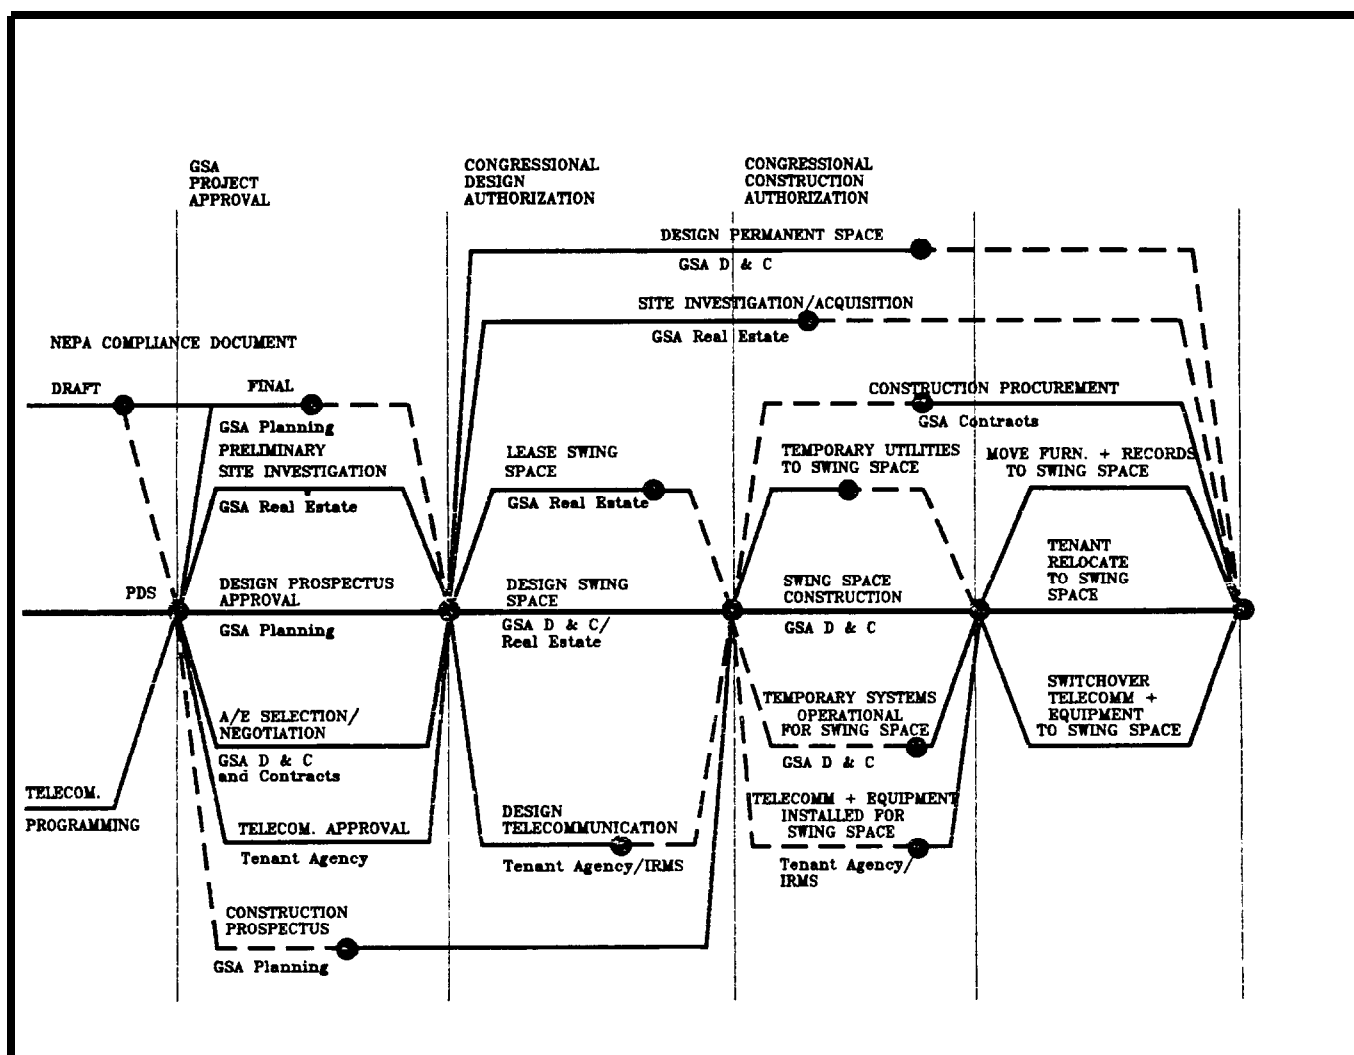 GSA
PROJECT
APPROVAL
CONGRESSIONAL
DESIGN
AUTHORIZATION
CONGRESSIONAL
CONSTRUCTION
AUTHORIZATION
DESIGN PERMANENT SPACE
GSA D & C
SITE INVESTIGATION/ACQUISITION
GSA Real Estate
NEPA COMPLIANCE DOCUMENT
DRAFT
FINAL
GSA Planning
CONSTRUCTION PROCUREMENT
GSA Contracts
PRELIMINARY
SITE INVESTIGATION
GSA Real Estate
LEASE SWING
SPACE
GSA Real Estate
TEMPORARY UTILITIES
TO SWING SPACE
MOVE FURN. + RECORDS
TO SWING SPACE
PDS
DESIGN PROSPECTUS
APPROVAL
GSA Planning
DESIGN SWING
SPACE
GSA D & C/
Real Estate
SWING SPACE
CONSTRUCTION
GSA D & C
TENANT
RELOCATE
TO SWING
SPACE
A/E SELECTION/
NEGOTIATION
GSA D & C
and Contracts
TEMPORARY SYSTEMS
OPERATIONAL
FOR SWING SPACE
GSA D & C
SWITCHOVER
TELECOMM +
EQUIPMENT
TO SWING SPACE
TELECOM.
PROGRAMMING
TELECOM. APPROVAL
Tenant Agency
DESIGN
TELECOMMUNICATION
Tenant Agency/IRMS
TELECOMM + EQUIPMENT
INSTALLED FOR
SWING SPACE
Tenant Agency/
IRMS
CONSTRUCTION
PROSPECTUS
GSA Planning